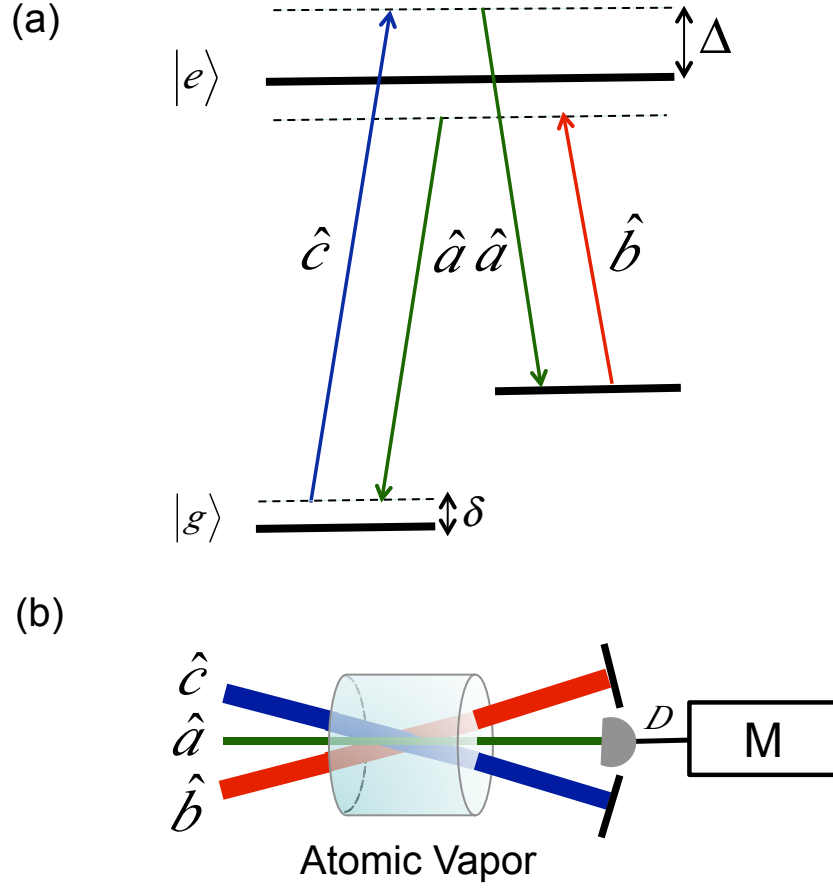 (a)
Δ
|e⟩
ĉ
â â
b̂
|g⟩
δ
(b)
ĉ
â
b̂
D
M
Atomic Vapor